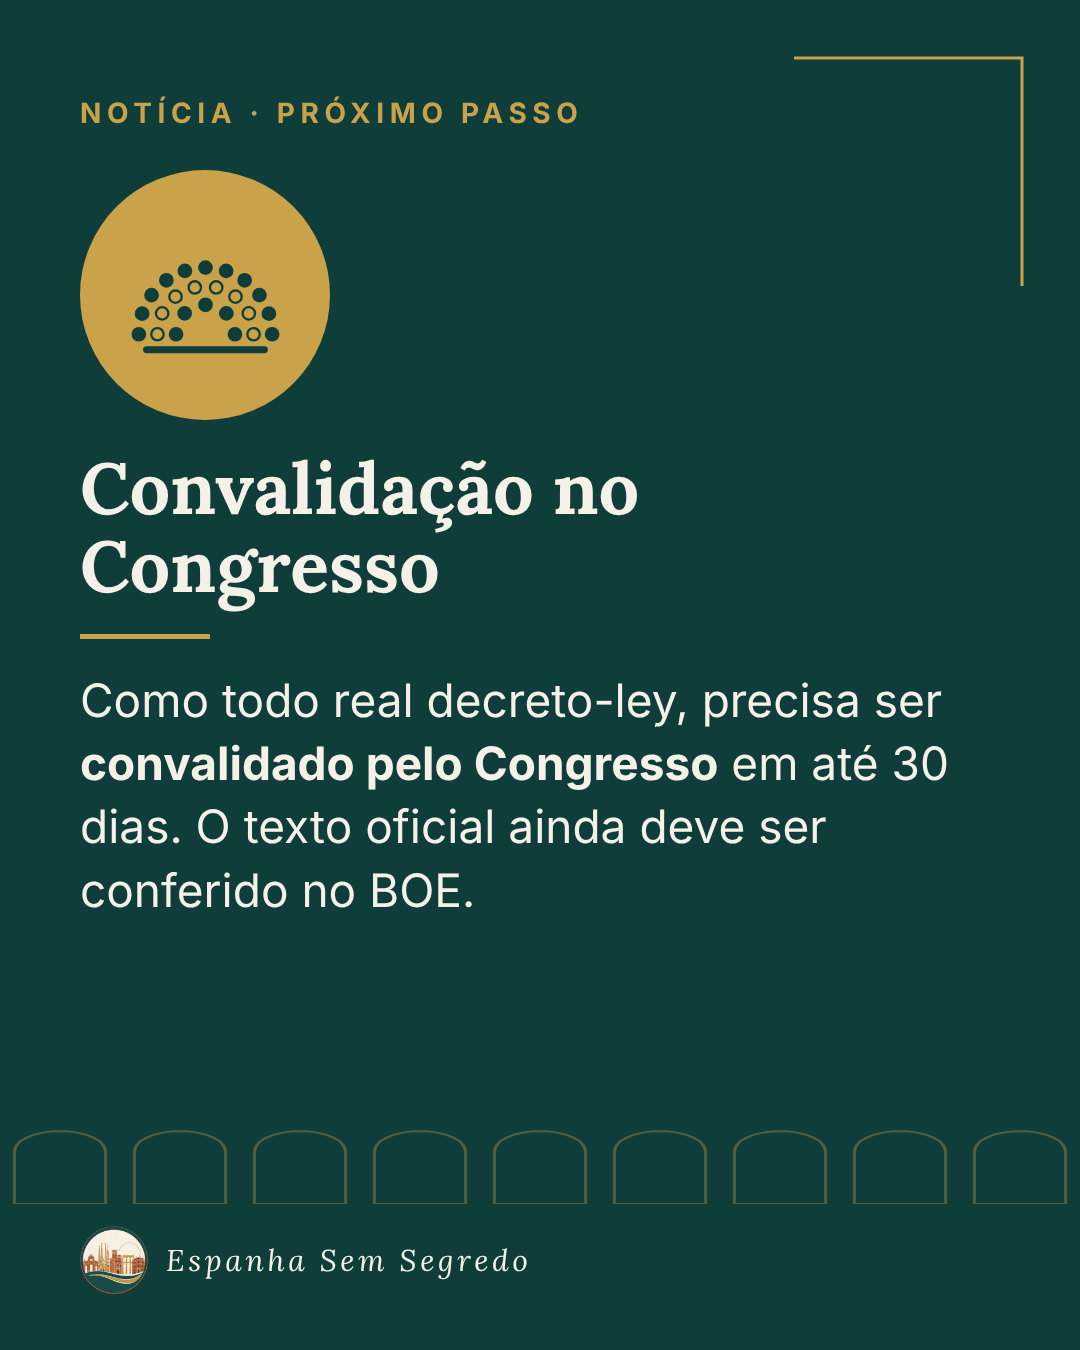 NOTÍCIA · PRÓXIMO PASSO
Convalidação no
Congresso
Como todo real decreto-ley, precisa ser
convalidado pelo Congresso em até 30
dias. O texto oficial ainda deve ser
conferido no BOE.
Espanha Sem Segredo